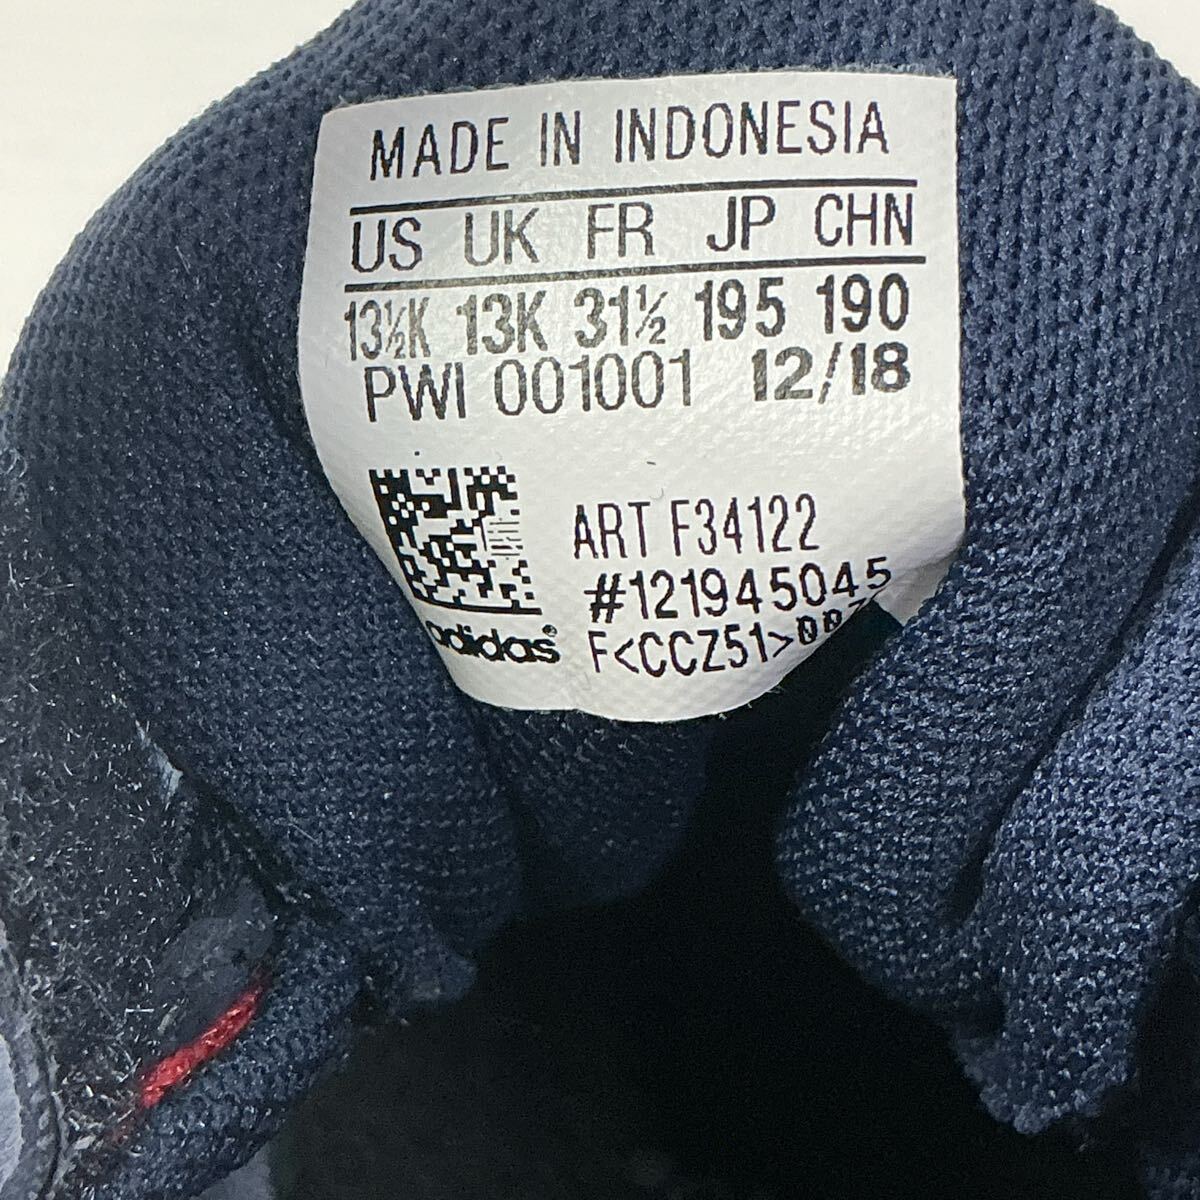 MADE IN INDONESIA
US UK FR JP CHN
13½K 13K 31½ 195 190
PWI 001001 12/18
ART F34122
#121945045
adidas® F<CCZ51>